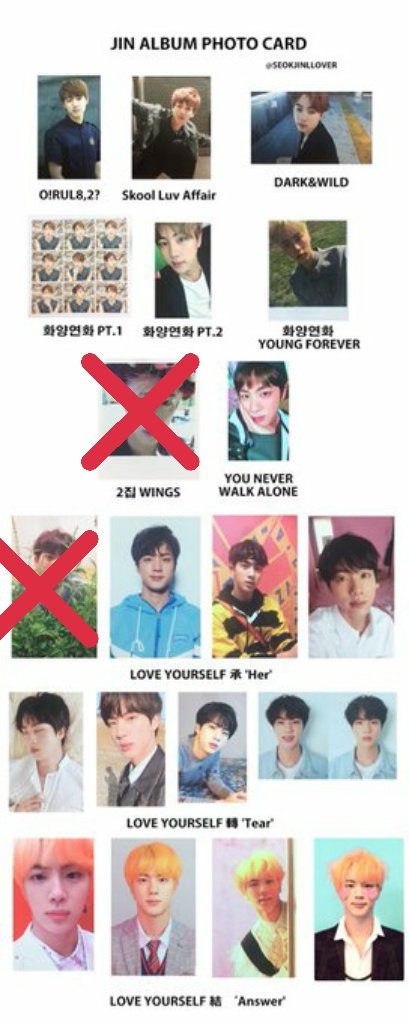 JIN ALBUM PHOTO CARD
@SEOKJINLLOVER
O!RUL8,2?
Skool Luv Affair
DARK&WILD
화양연화 PT.1
화양연화 PT.2
화양연화
YOUNG FOREVER
2집 WINGS
YOU NEVER
WALK ALONE
LOVE YOURSELF 承 'Her'
LOVE YOURSELF 轉 'Tear'
LOVE YOURSELF 結 'Answer'